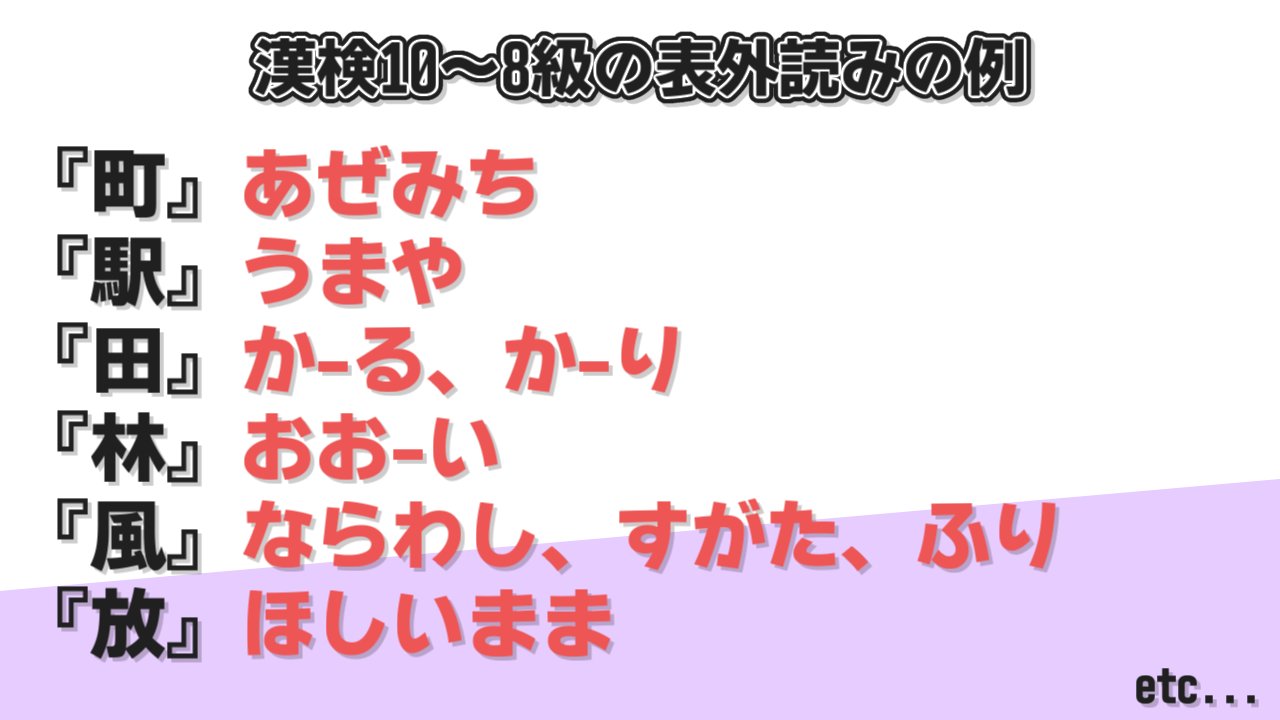 漢検10～8級の表外読みの例
『町』あぜみち
『駅』うまや
『田』か-る、か-り
『林』おお-い
『風』ならわし、すがた、ふり
『放』ほしいまま
etc...